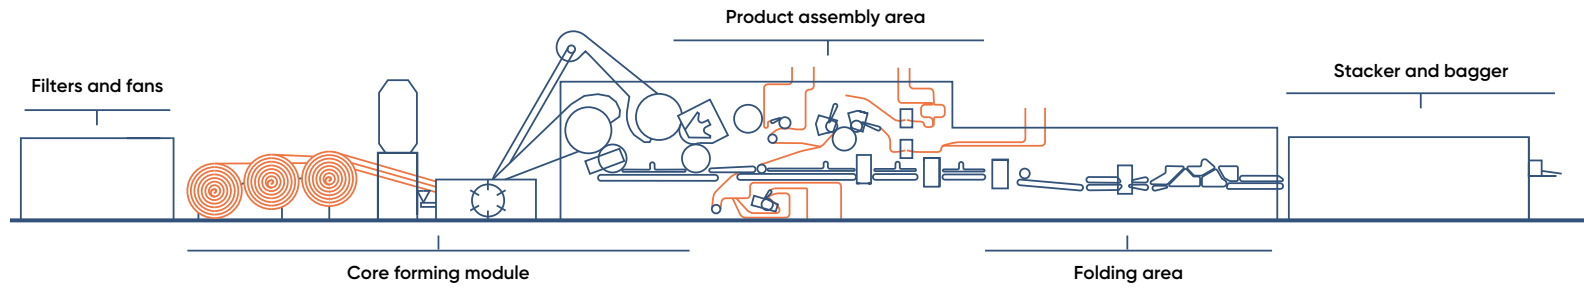 Product assembly area
Filters and fans
Stacker and bagger
Core forming module
Folding area